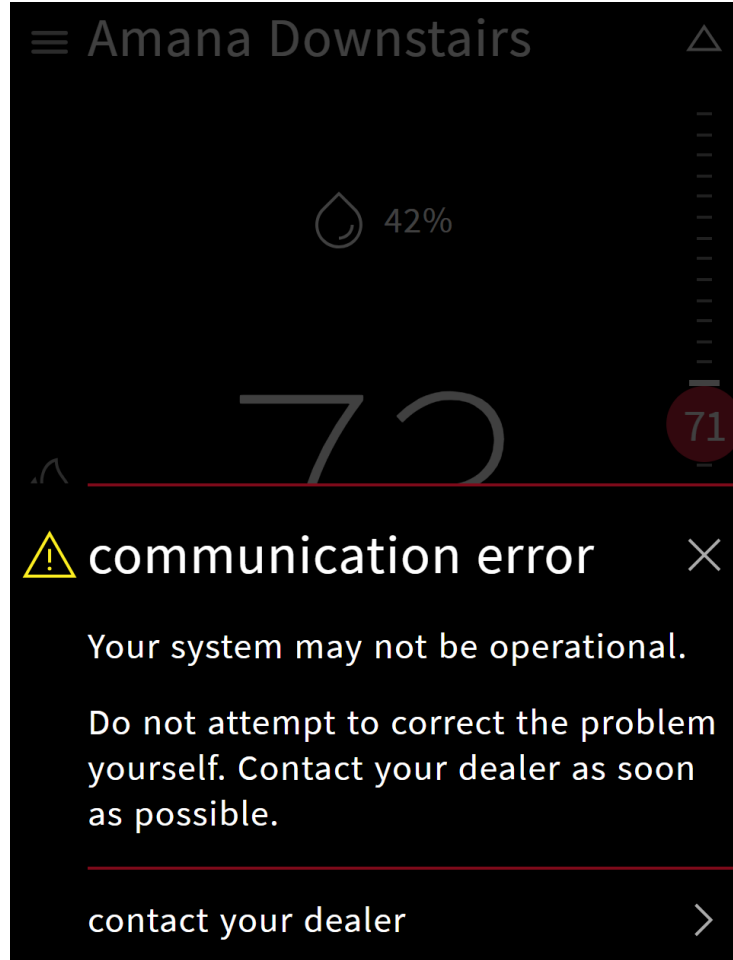 Amana Downstairs
42%
72
71
communication error
Your system may not be operational.
Do not attempt to correct the problem
yourself. Contact your dealer as soon
as possible.
contact your dealer